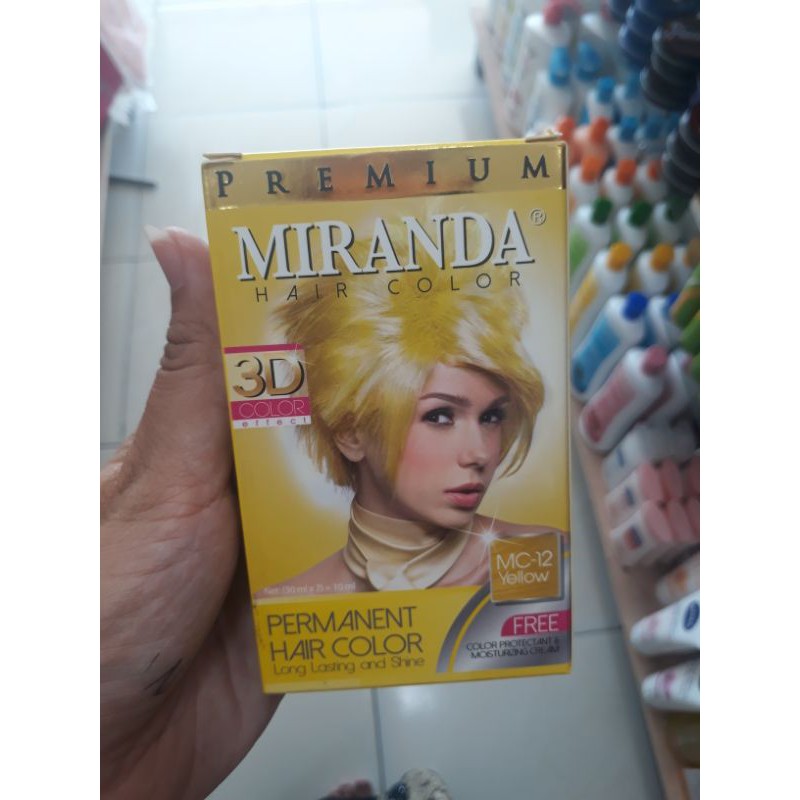 PREMIUM
MIRANDA®
HAIR COLOR
3D
COLOR
effect
MC-12
Yellow
PERMANENT
HAIR COLOR
Long Lasting and Shine
FREE
COLOR PROTECTANT &
MOISTURIZING CREAM